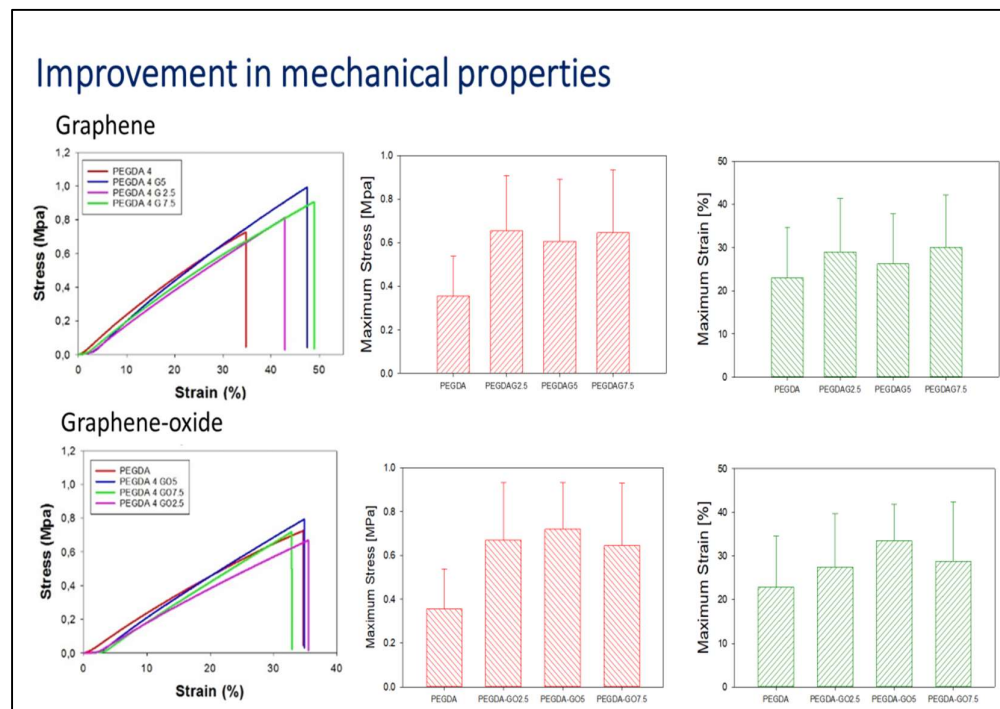 Improvement in mechanical properties
Graphene
Stress (Mpa)
1,2
1,0
0,8
0,6
0,4
0,2
0,0
PEGDA 4
PEGDA 4 G5
PEGDA 4 G 2.5
PEGDA 4 G 7.5
0 10 20 30 40 50
Strain (%)
Maximum Stress [Mpa]
1.0
0.8
0.6
0.4
0.2
0.0
PEGDA PEGDAG2.5 PEGDAG5 PEGDAG7.5
Maximum Strain [%]
50
40
30
20
10
0
PEGDA PEGDAG2.5 PEGDAG5 PEGDAG7.5
Graphene-oxide
Stress (Mpa)
1,2
1,0
0,8
0,6
0,4
0,2
0,0
PEGDA
PEGDA 4 GO5
PEGDA 4 GO7.5
PEGDA 4 GO2.5
0 10 20 30 40
Strain (%)
Maximum Stress [MPa]
1.0
0.8
0.6
0.4
0.2
0.0
PEGDA PEGDA-GO2.5 PEGDA-GO5 PEGDA-GO7.5
Maximum Strain [%]
50
40
30
20
10
0
PEGDA PEGDA-GO2.5 PEGDA-GO5 PEGDA-GO7.5